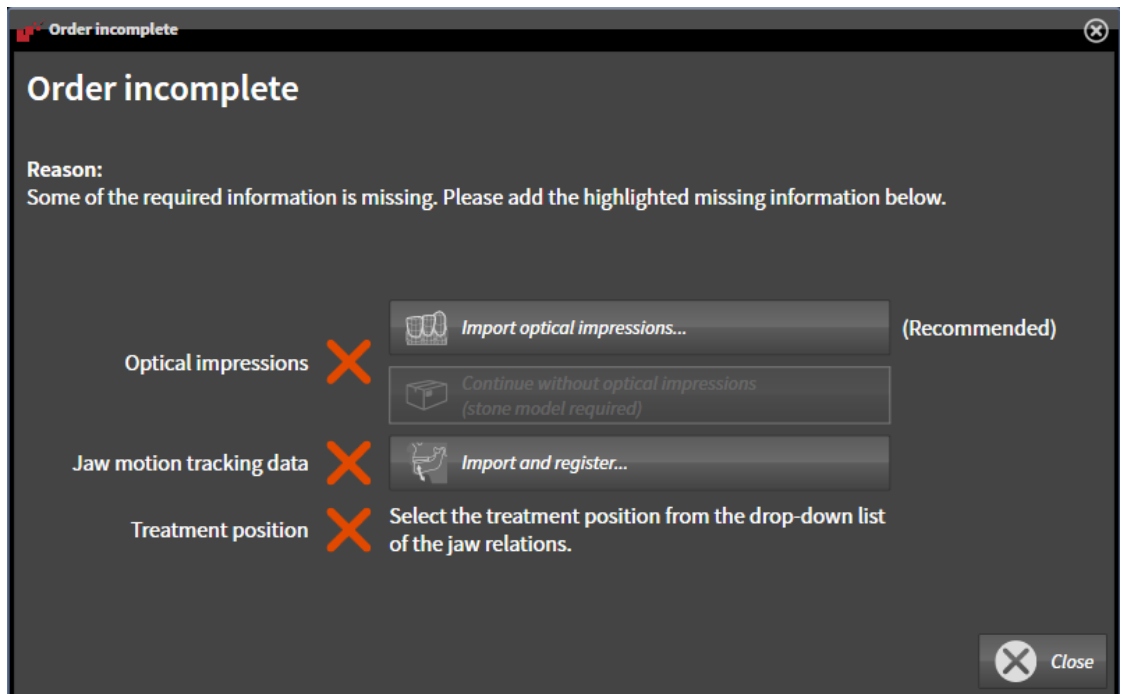 Order incomplete
Order incomplete
Reason:
Some of the required information is missing. Please add the highlighted missing information below.
Import optical impressions...
(Recommended)
Optical impressions
Continue without optical impressions
(stone model required)
Jaw motion tracking data
Import and register...
Treatment position
Select the treatment position from the drop-down list
of the jaw relations.
Close